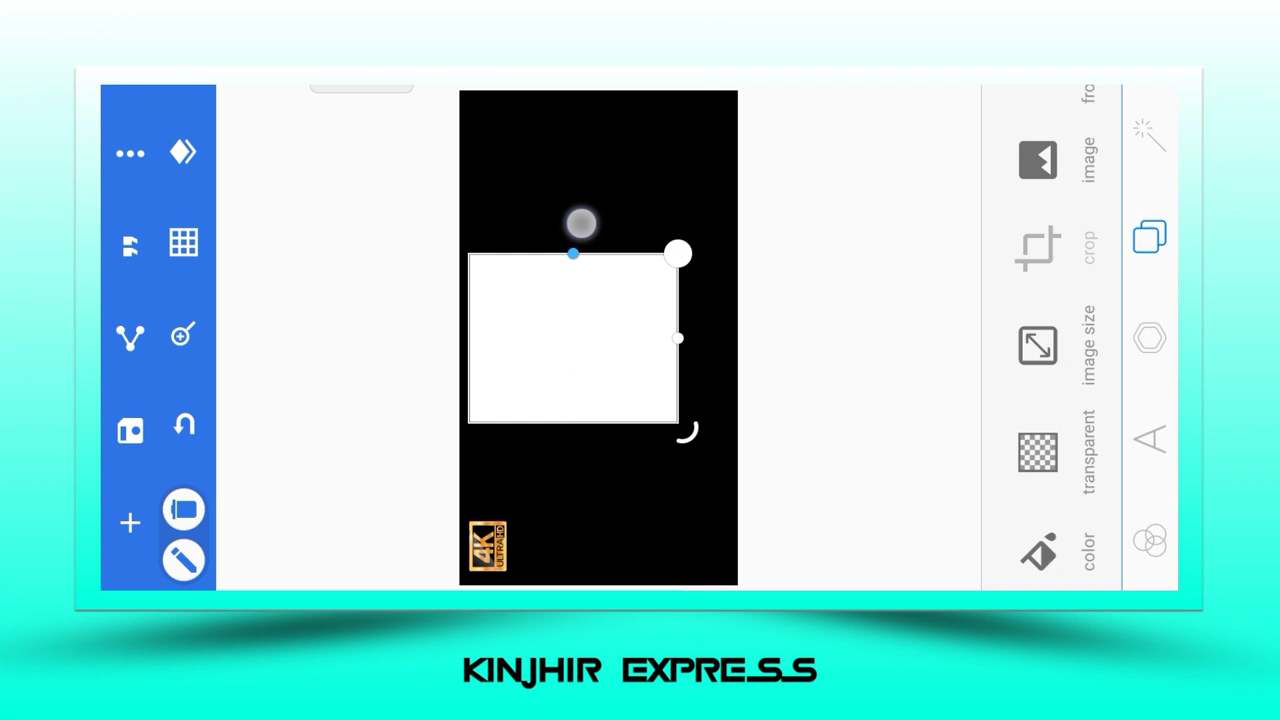 fro
image
crop
image size
transparent
color
A
4K
ULTRA HD
KINJHIR EXPRESS